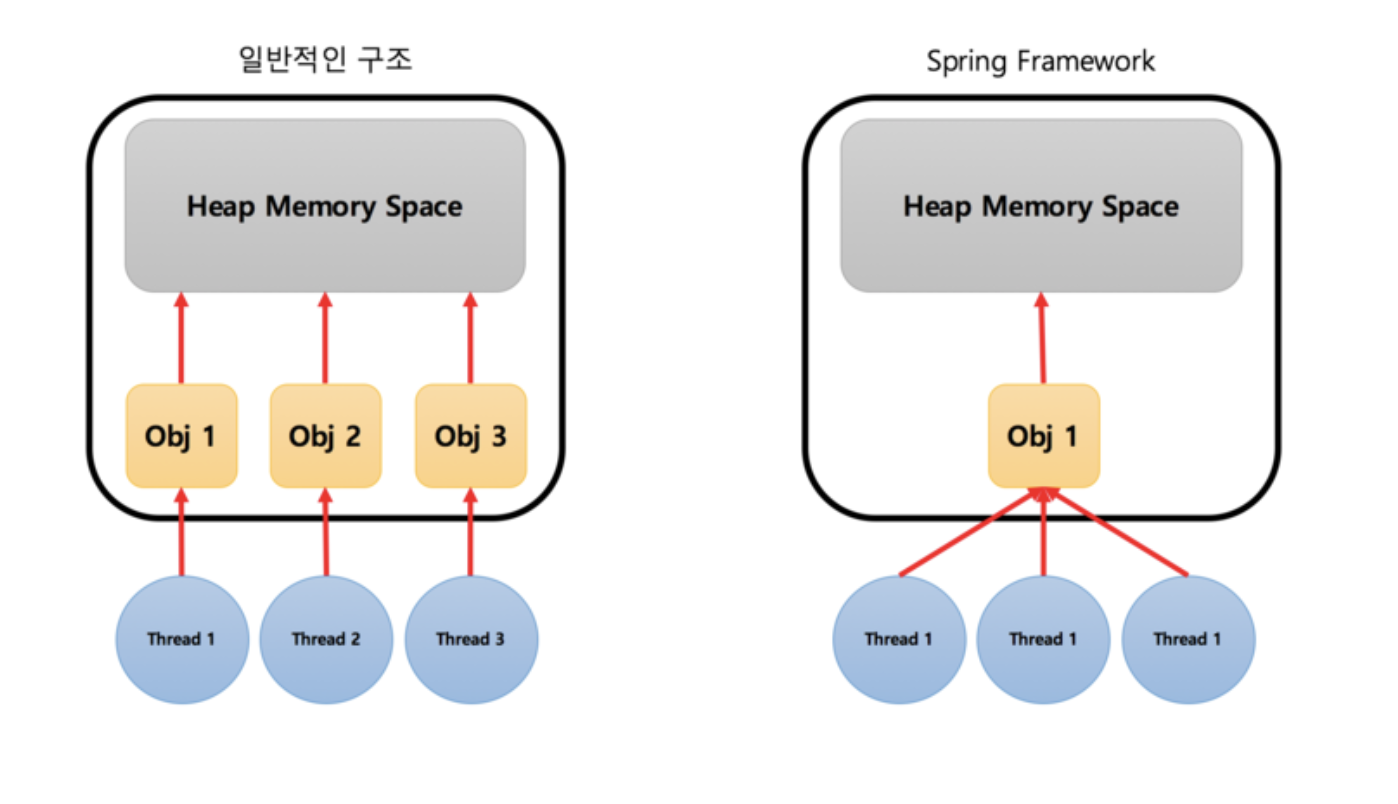 일반적인 구조
Heap Memory Space
Obj 1
Obj 2
Obj 3
Thread 1
Thread 2
Thread 3
Spring Framework
Heap Memory Space
Obj 1
Thread 1
Thread 1
Thread 1